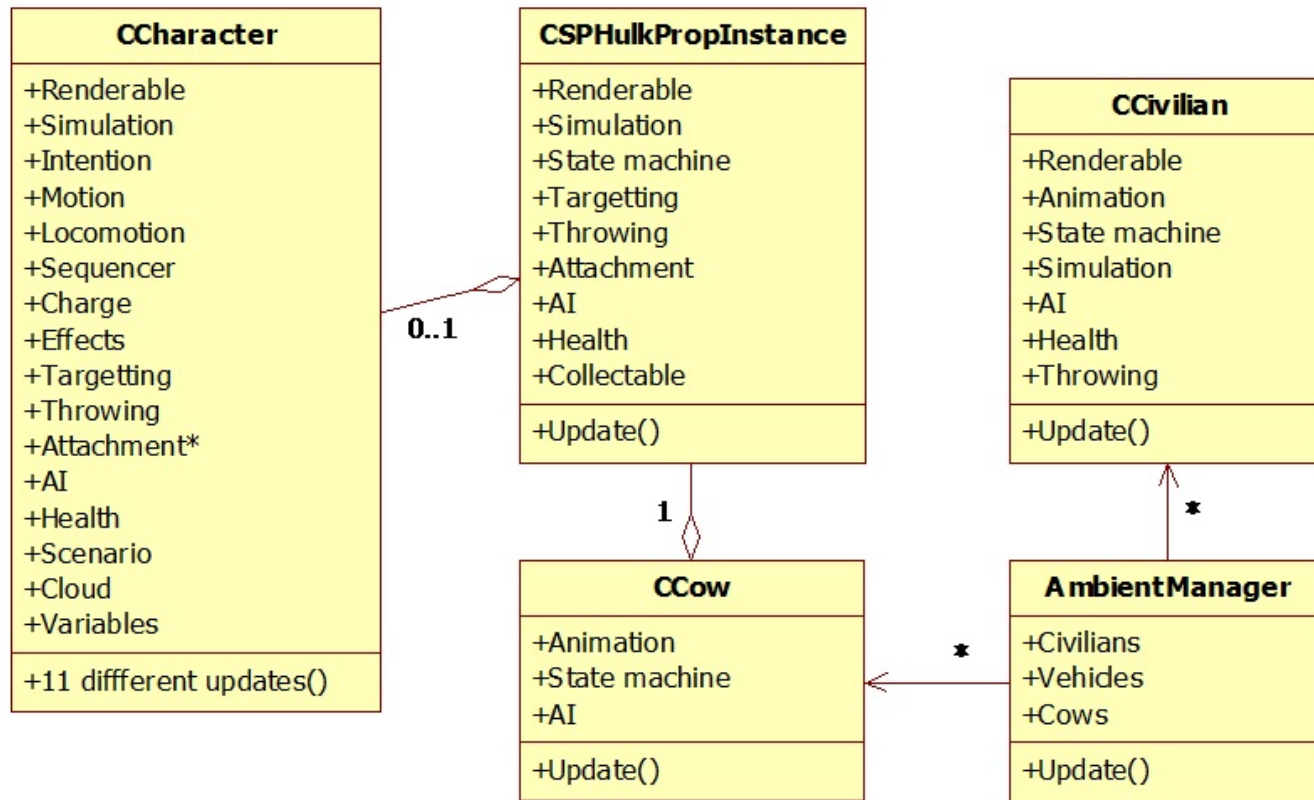 CCharacter
+Renderable
+Simulation
+Intention
+Motion
+Locomotion
+Sequencer
+Charge
+Effects
+Targetting
+Throwing
+Attachment*
+AI
+Health
+Scenario
+Cloud
+Variables
+11 diffferent updates()
0..1
CSPHulkPropInstance
+Renderable
+Simulation
+State machine
+Targetting
+Throwing
+Attachment
+AI
+Health
+Collectable
+Update()
1
CCow
+Animation
+State machine
+AI
+Update()
CCivilian
+Renderable
+Animation
+State machine
+Simulation
+AI
+Health
+Throwing
+Update()
*
*
AmbientManager
+Civilians
+Vehicles
+Cows
+Update()